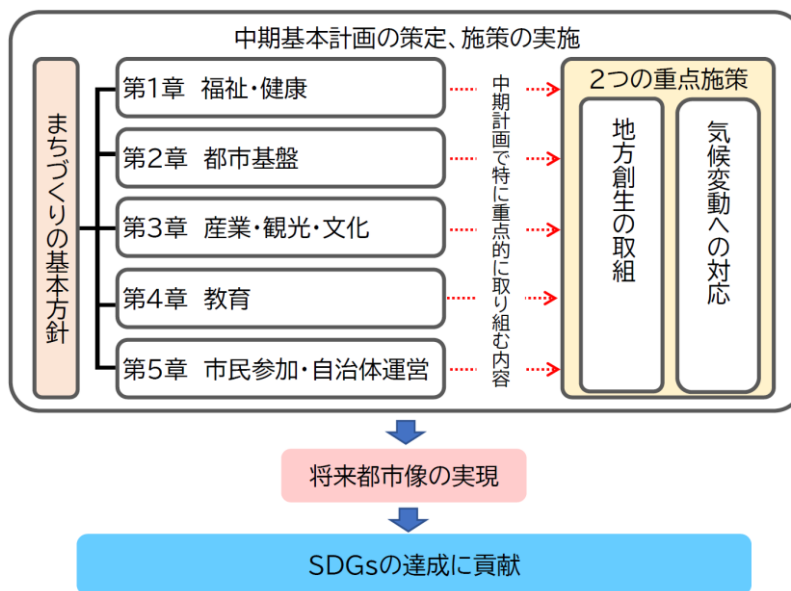 中期基本計画の策定、施策の実施
まちづくりの基本方針
第1章 福祉・健康
第2章 都市基盤
第3章 産業・観光・文化
第4章 教育
第5章 市民参加・自治体運営
中期計画で特に重点的に取り組む内容
2つの重点施策
地方創生の取組
気候変動への対応
将来都市像の実現
SDGsの達成に貢献